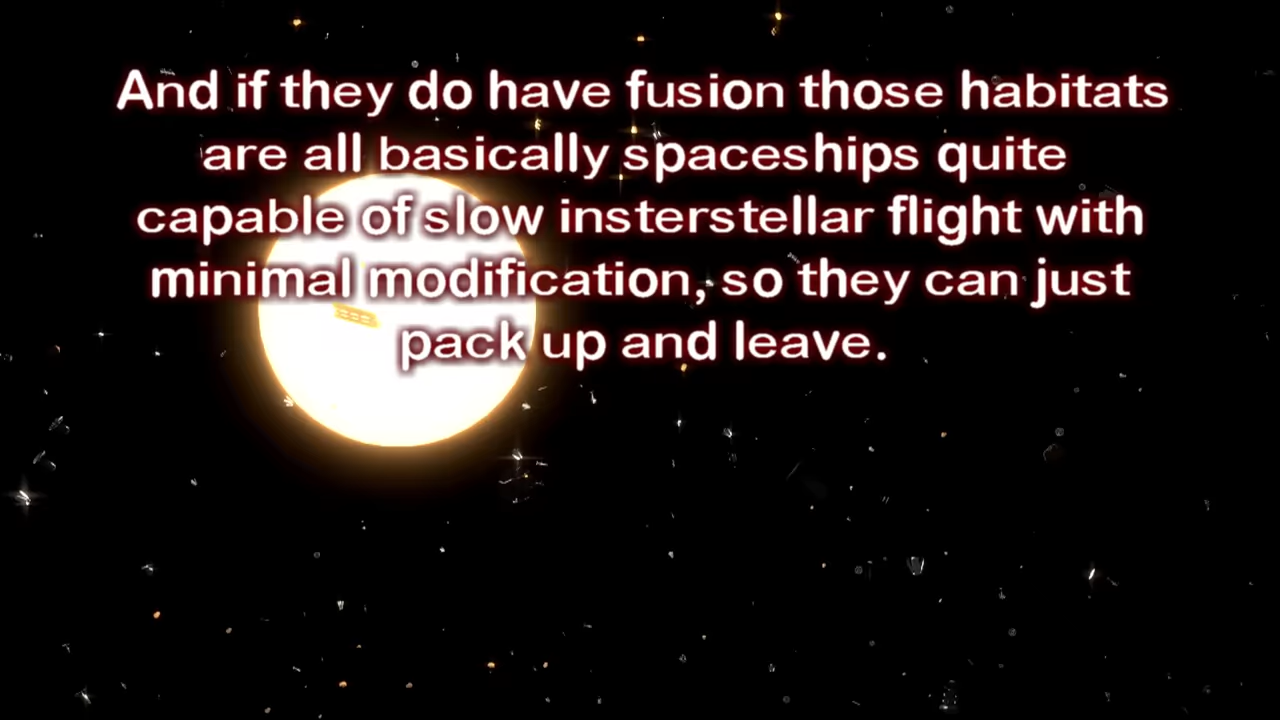 And if they do have fusion those habitats
are all basically spaceships quite
capable of slow insterstellar flight with
minimal modification, so they can just
pack up and leave.